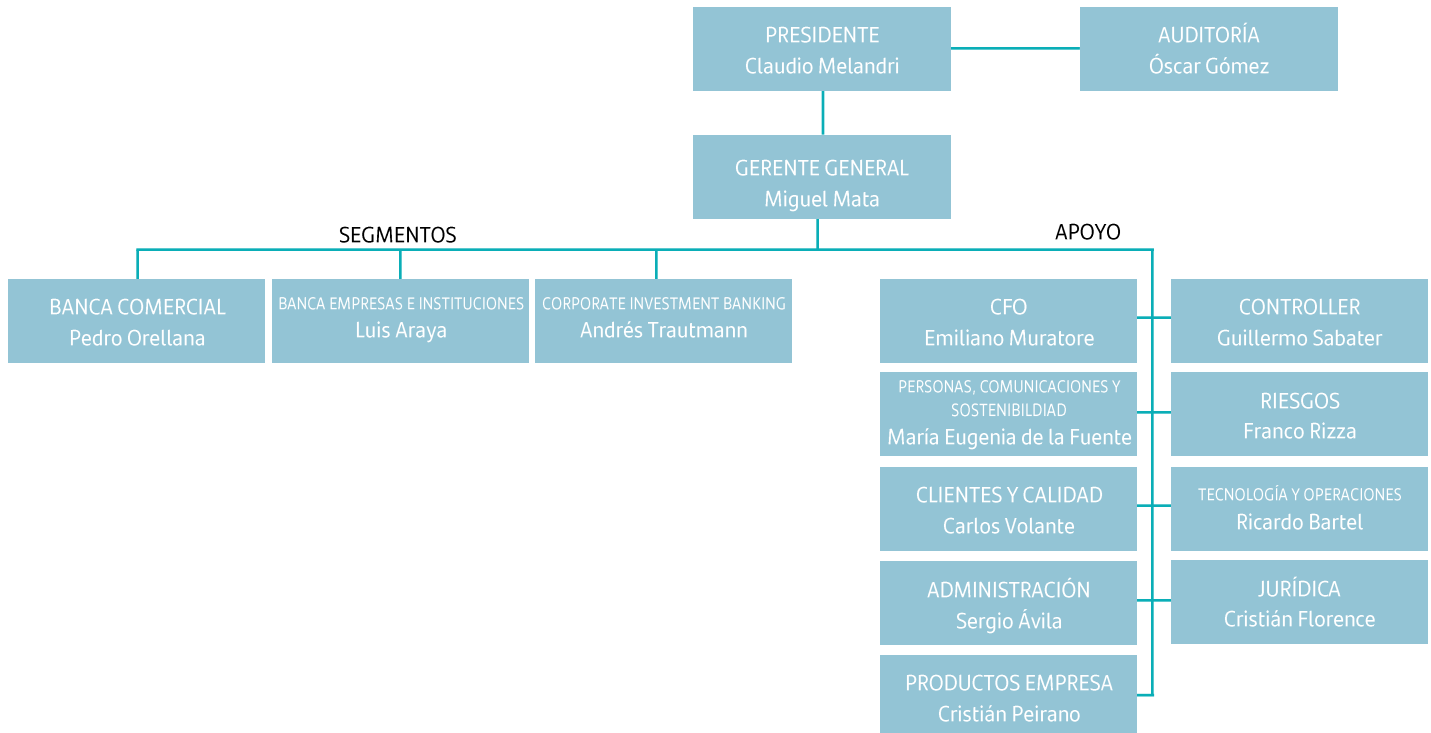 PRESIDENTE
Claudio Melandri
AUDITORÍA
Óscar Gómez
GERENTE GENERAL
Miguel Mata
SEGMENTOS
APOYO
BANCA COMERCIAL
Pedro Orellana
BANCA EMPRESAS E INSTITUCIONES
Luis Araya
CORPORATE INVESTMENT BANKING
Andrés Trautmann
CFO
Emiliano Muratore
CONTROLLER
Guillermo Sabater
PERSONAS, COMUNICACIONES Y
SOSTENIBILDIAD
María Eugenia de la Fuente
RIESGOS
Franco Rizza
CLIENTES Y CALIDAD
Carlos Volante
TECNOLOGÍA Y OPERACIONES
Ricardo Bartel
ADMINISTRACIÓN
Sergio Ávila
JURÍDICA
Cristián Florence
PRODUCTOS EMPRESA
Cristián Peirano